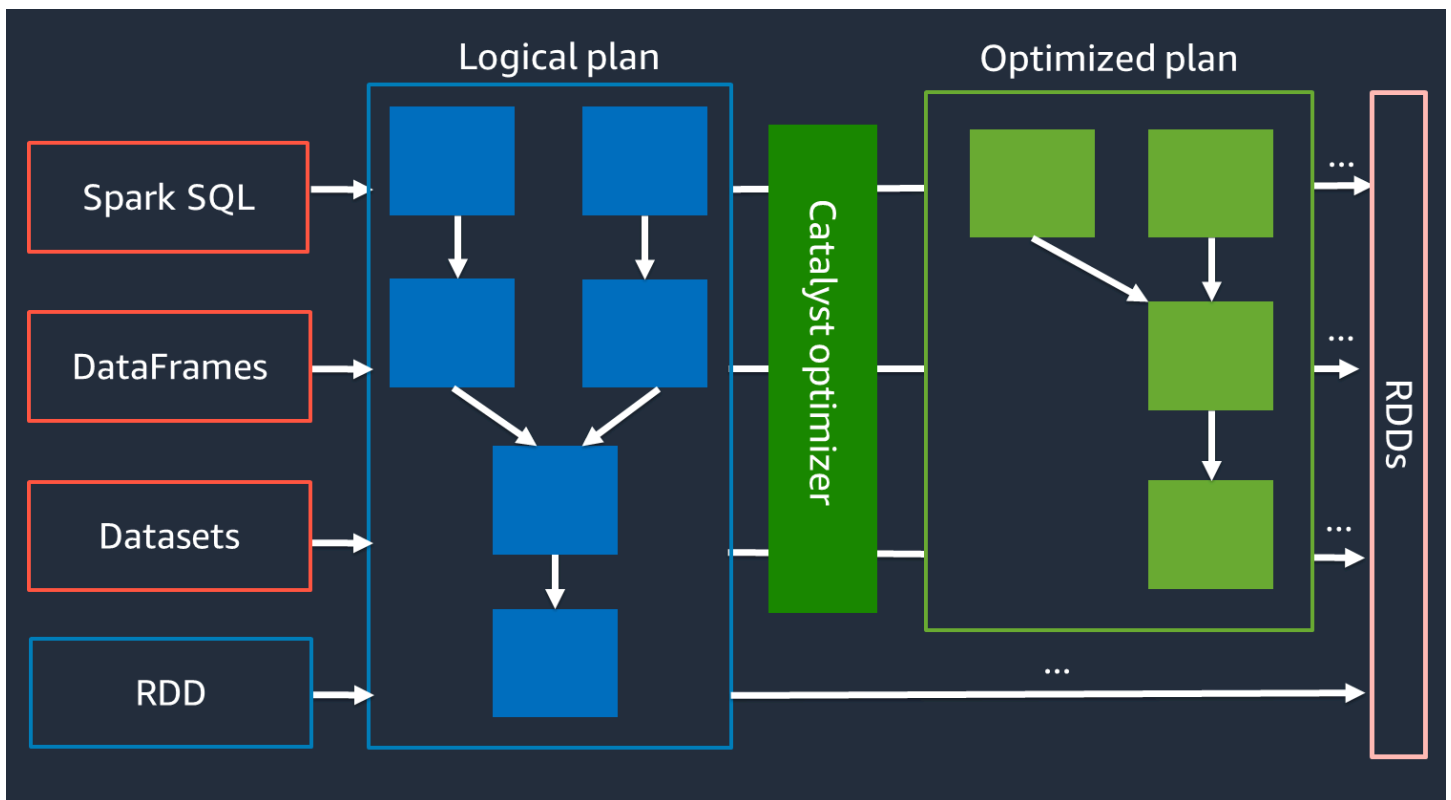 Logical plan
Optimized plan
Spark SQL
DataFrames
Datasets
RDD
Catalyst optimizer
...
...
...
...
RDDs